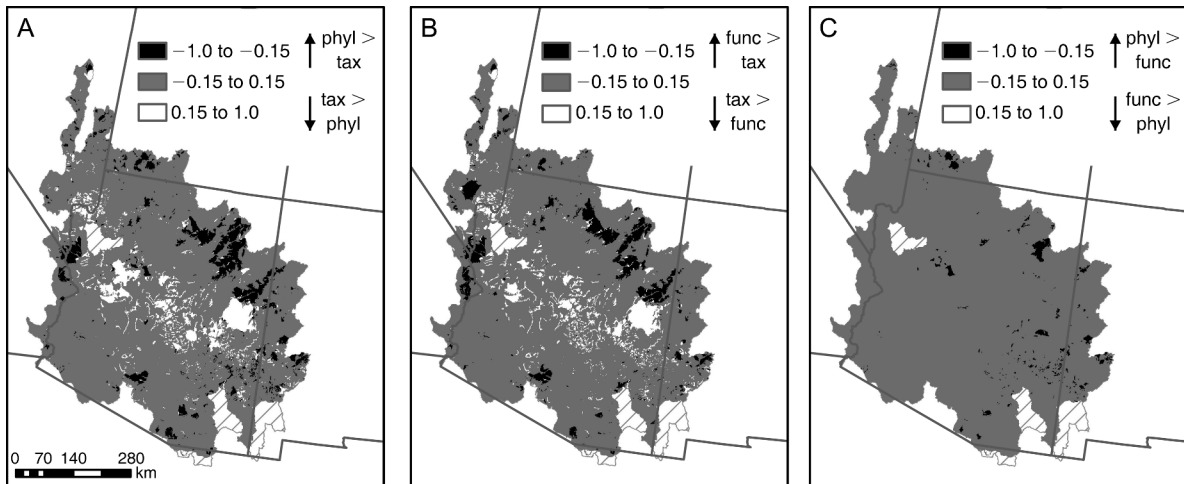 A
phyl >
−1.0 to −0.15
tax
−0.15 to 0.15
tax >
0.15 to 1.0
phyl
0 70 140 280
km
B
func >
−1.0 to −0.15
tax
−0.15 to 0.15
tax >
0.15 to 1.0
func
C
phyl >
−1.0 to −0.15
func
−0.15 to 0.15
func >
0.15 to 1.0
phyl